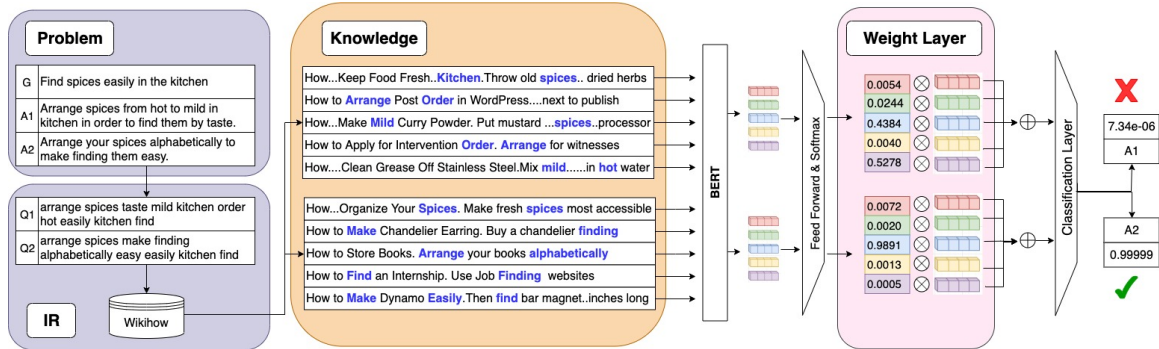 Problem
G Find spices easily in the kitchen
A1 Arrange spices from hot to mild in
kitchen in order to find them by taste.
A2 Arrange your spices alphabetically to
make finding them easy.
Q1 arrange spices taste mild kitchen order
hot easily kitchen find
Q2 arrange spices make finding
alphabetically easy easily kitchen find
IR
Wikihow
Knowledge
How...Keep Food Fresh..Kitchen.Throw old spices.. dried herbs
How to Arrange Post Order in WordPress....next to publish
How...Make Mild Curry Powder. Put mustard ...spices..processor
How to Apply for Intervention Order. Arrange for witnesses
How....Clean Grease Off Stainless Steel.Mix mild......in hot water
How...Organize Your Spices. Make fresh spices most accessible
How to Make Chandelier Earring. Buy a chandelier finding
How to Store Books. Arrange your books alphabetically
How to Find an Internship. Use Job Finding websites
How to Make Dynamo Easily.Then find bar magnet..inches long
BERT
Feed Forward & Softmax
Weight Layer
0.0054
0.0244
0.4384
0.0040
0.5278
0.0072
0.0020
0.9891
0.0013
0.0005
Classification Layer
7.34e-06
A1
A2
0.99999